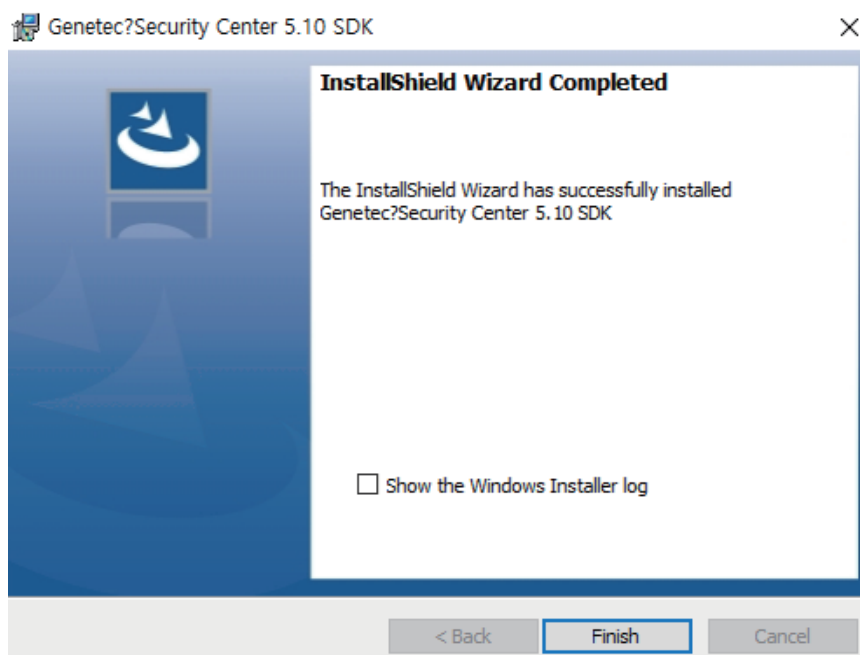 Genetec?Security Center 5.10 SDK
InstallShield Wizard Completed
The InstallShield Wizard has successfully installed
Genetec?Security Center 5.10 SDK
Show the Windows Installer log
< Back
Finish
Cancel